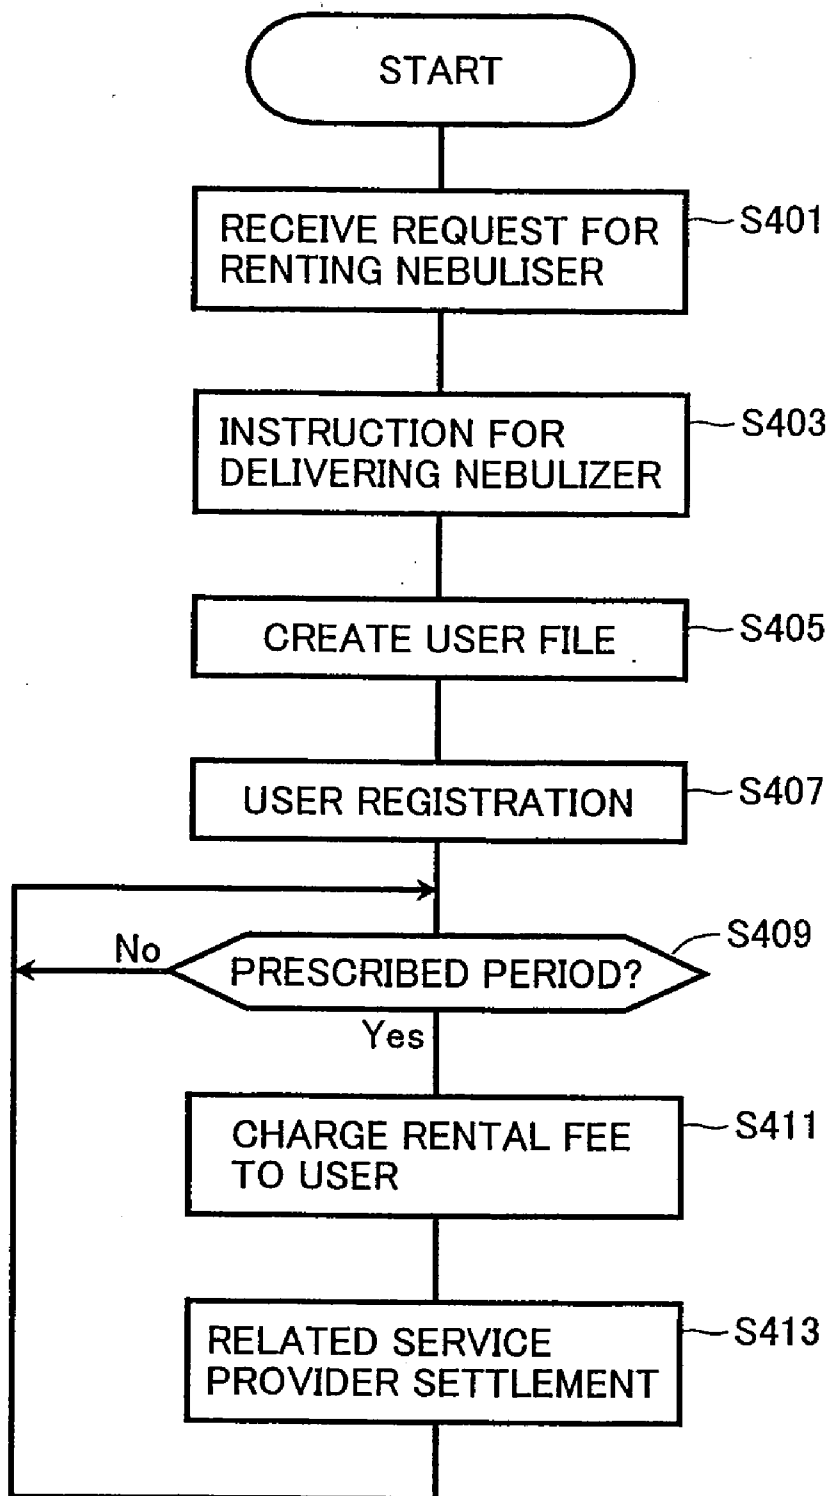 START
RECEIVE REQUEST FOR
RENTING NEBULISER
S401
INSTRUCTION FOR
DELIVERING NEBULIZER
S403
CREATE USER FILE
S405
USER REGISTRATION
S407
No
PRESCRIBED PERIOD?
S409
Yes
CHARGE RENTAL FEE
TO USER
S411
RELATED SERVICE
PROVIDER SETTLEMENT
S413